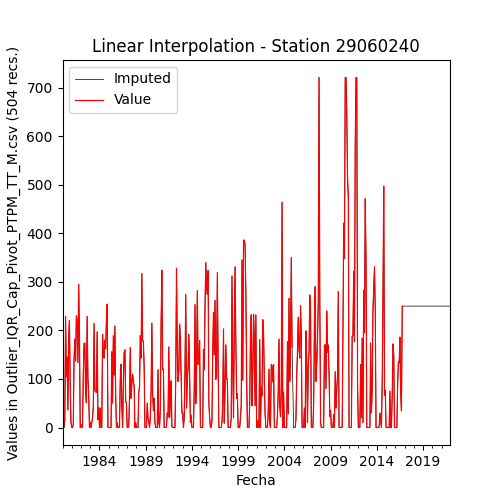 Linear Interpolation - Station 29060240
Values in Outlier_IQR_Cap_Pivot_PTPM_TT_M.csv (504 recs.)
Imputed
Value
700
600
500
400
300
200
100
0
1984 1989 1994 1999 2004 2009 2014 2019
Fecha